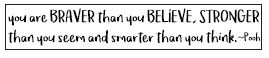 you are BRAVER than you BELIEVE, STRONGER
than you seem and smarter than you think.~Pooh